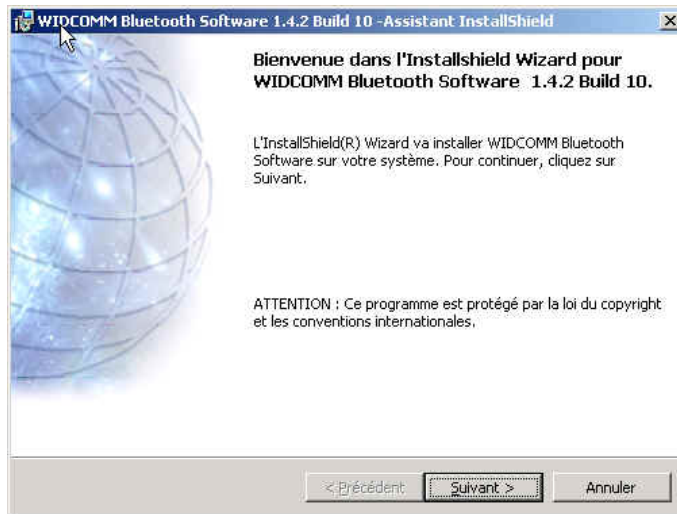 WIDCOMM Bluetooth Software 1.4.2 Build 10 -Assistant InstallShield
Bienvenue dans l'Installshield Wizard pour
WIDCOMM Bluetooth Software 1.4.2 Build 10.
L'InstallShield(R) Wizard va installer WIDCOMM Bluetooth
Software sur votre système. Pour continuer, cliquez sur
Suivant.
ATTENTION : Ce programme est protégé par la loi du copyright
et les conventions internationales.
< Précédent
Suivant >
Annuler